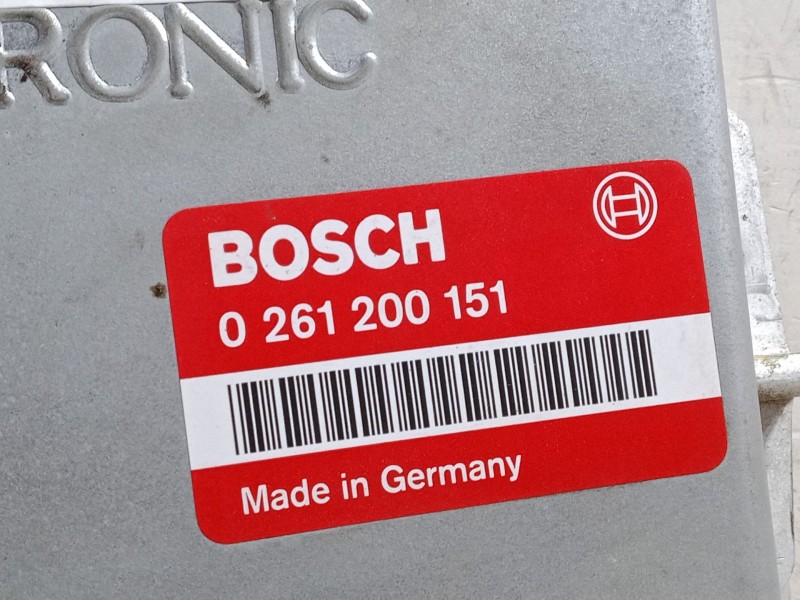 RONIC
BOSCH
0 261 200 151
Made in Germany